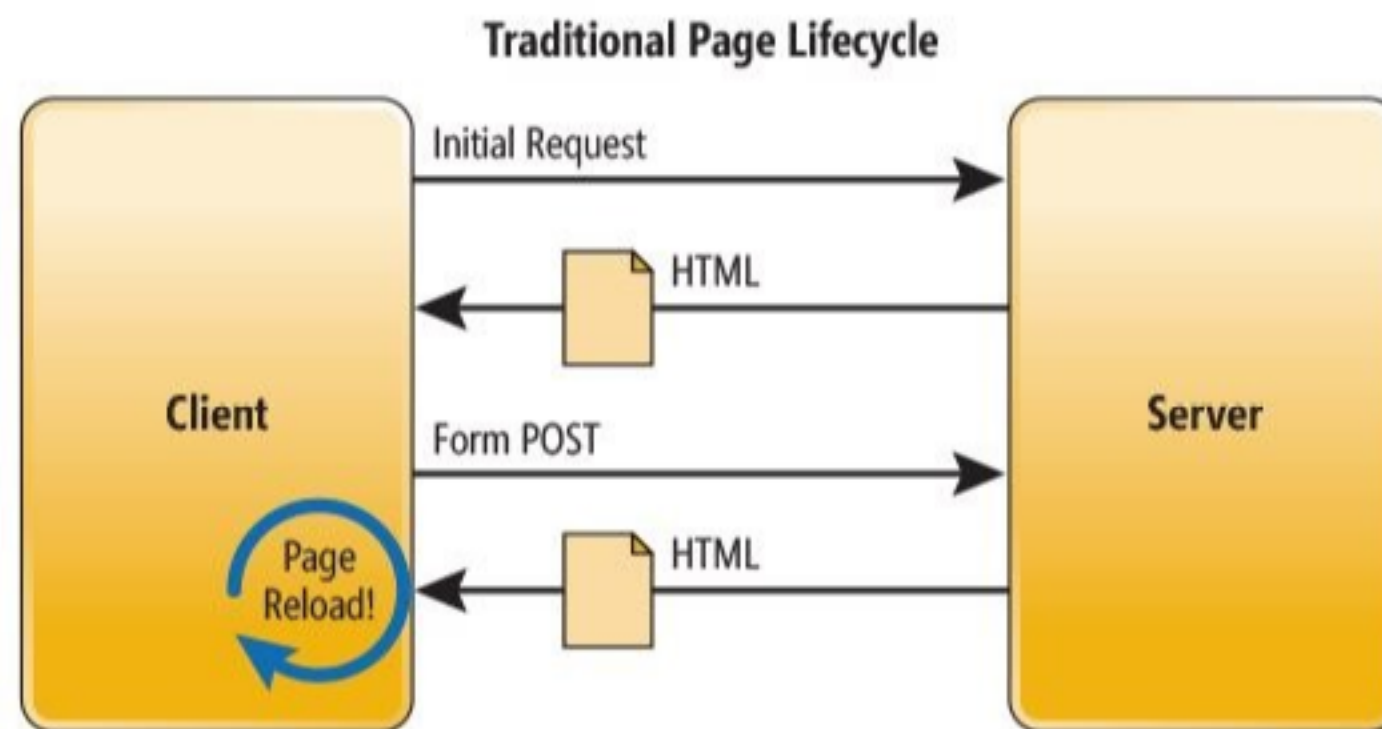 Traditional Page Lifecycle
Initial Request
HTML
Client
Server
Form POST
HTML
Page
Reload!